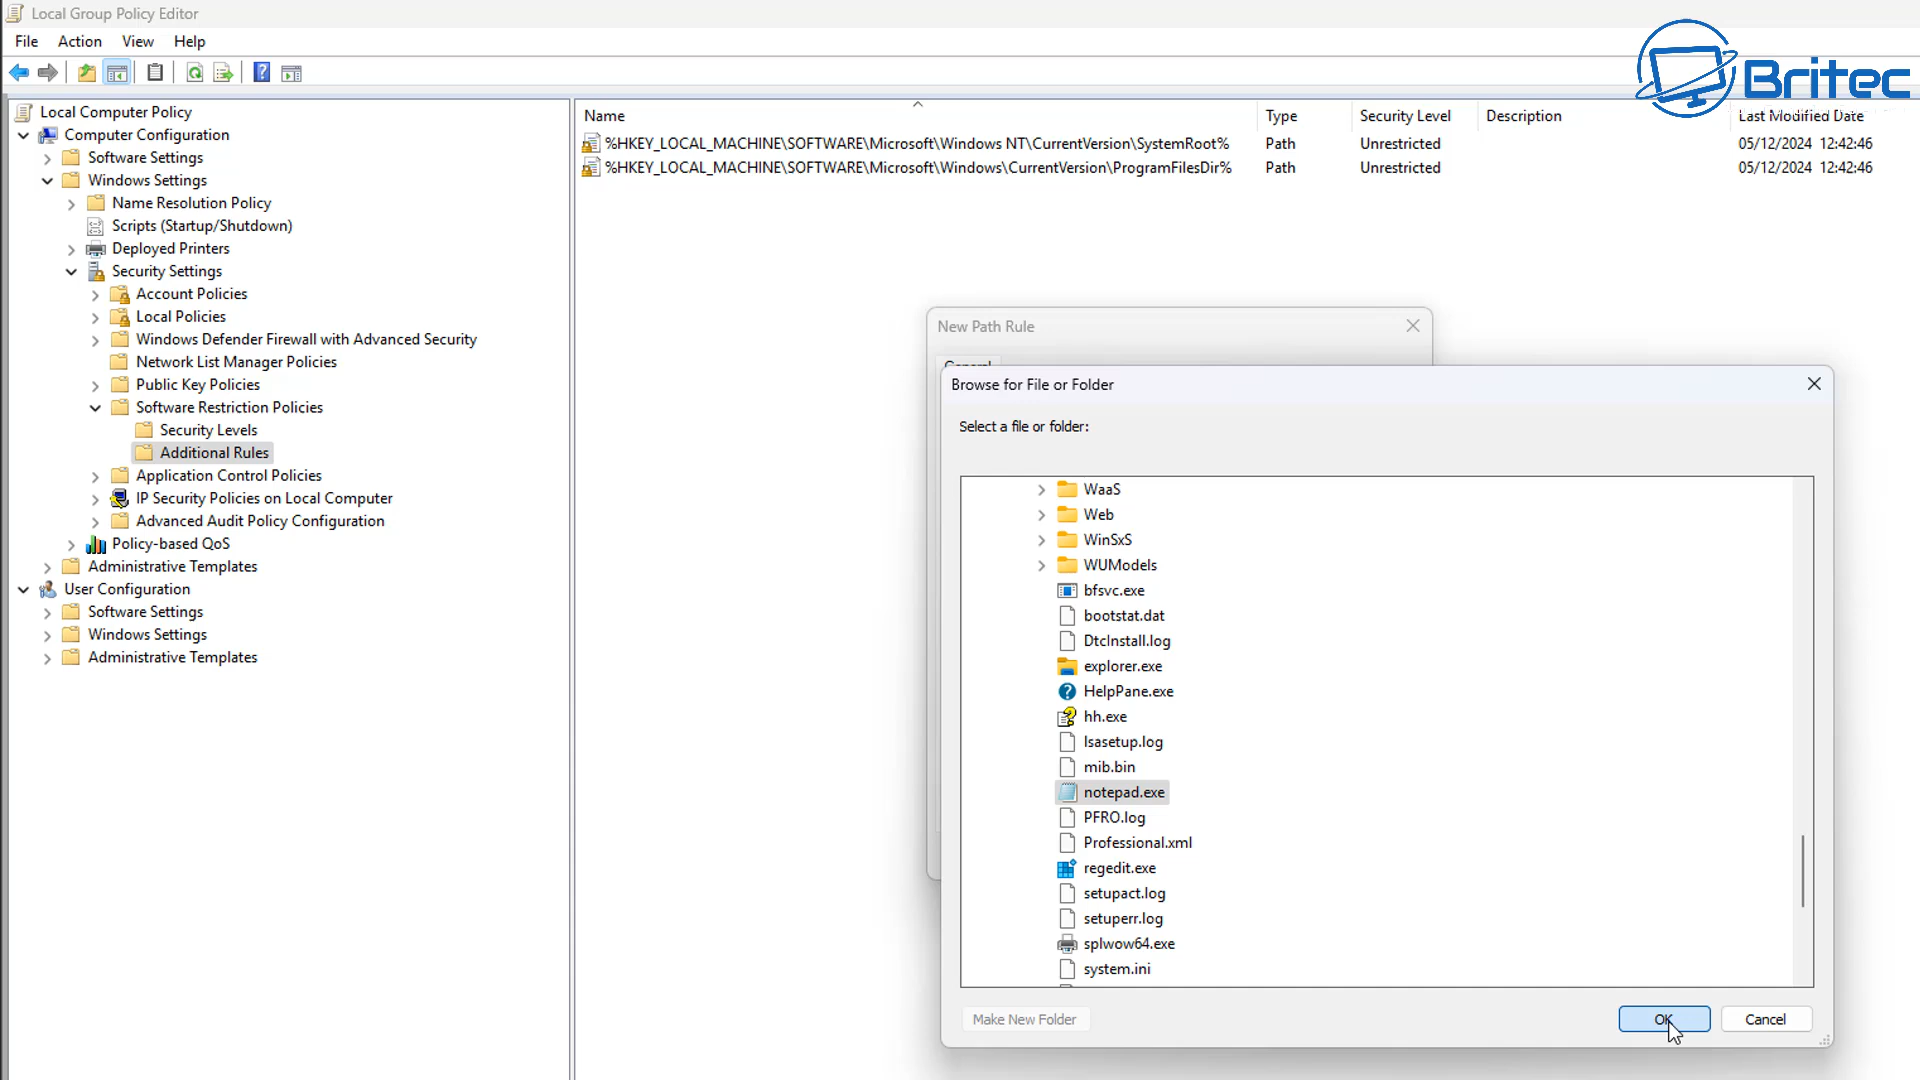 Local Group Policy Editor
File Action View Help
Britec
Local Computer Policy
Computer Configuration
Software Settings
Windows Settings
Name Resolution Policy
Scripts (Startup/Shutdown)
Deployed Printers
Security Settings
Account Policies
Local Policies
Windows Defender Firewall with Advanced Security
Network List Manager Policies
Public Key Policies
Software Restriction Policies
Security Levels
Additional Rules
Application Control Policies
IP Security Policies on Local Computer
Advanced Audit Policy Configuration
Policy-based QoS
Administrative Templates
User Configuration
Software Settings
Windows Settings
Administrative Templates
Name Type Security Level Description Last Modified Date
%HKEY_LOCAL_MACHINE\SOFTWARE\Microsoft\Windows NT\CurrentVersion\SystemRoot% Path Unrestricted 05/12/2024 12:42:46
%HKEY_LOCAL_MACHINE\SOFTWARE\Microsoft\Windows\CurrentVersion\ProgramFilesDir% Path Unrestricted 05/12/2024 12:42:46
New Path Rule
General
Browse for File or Folder
Select a file or folder:
WaaS
Web
WinSxS
WUModels
bfsvc.exe
bootstat.dat
DtcInstall.log
explorer.exe
HelpPane.exe
hh.exe
lsasetup.log
mib.bin
notepad.exe
PFRO.log
Professional.xml
regedit.exe
setupact.log
setuperr.log
splwow64.exe
system.ini
Make New Folder OK Cancel